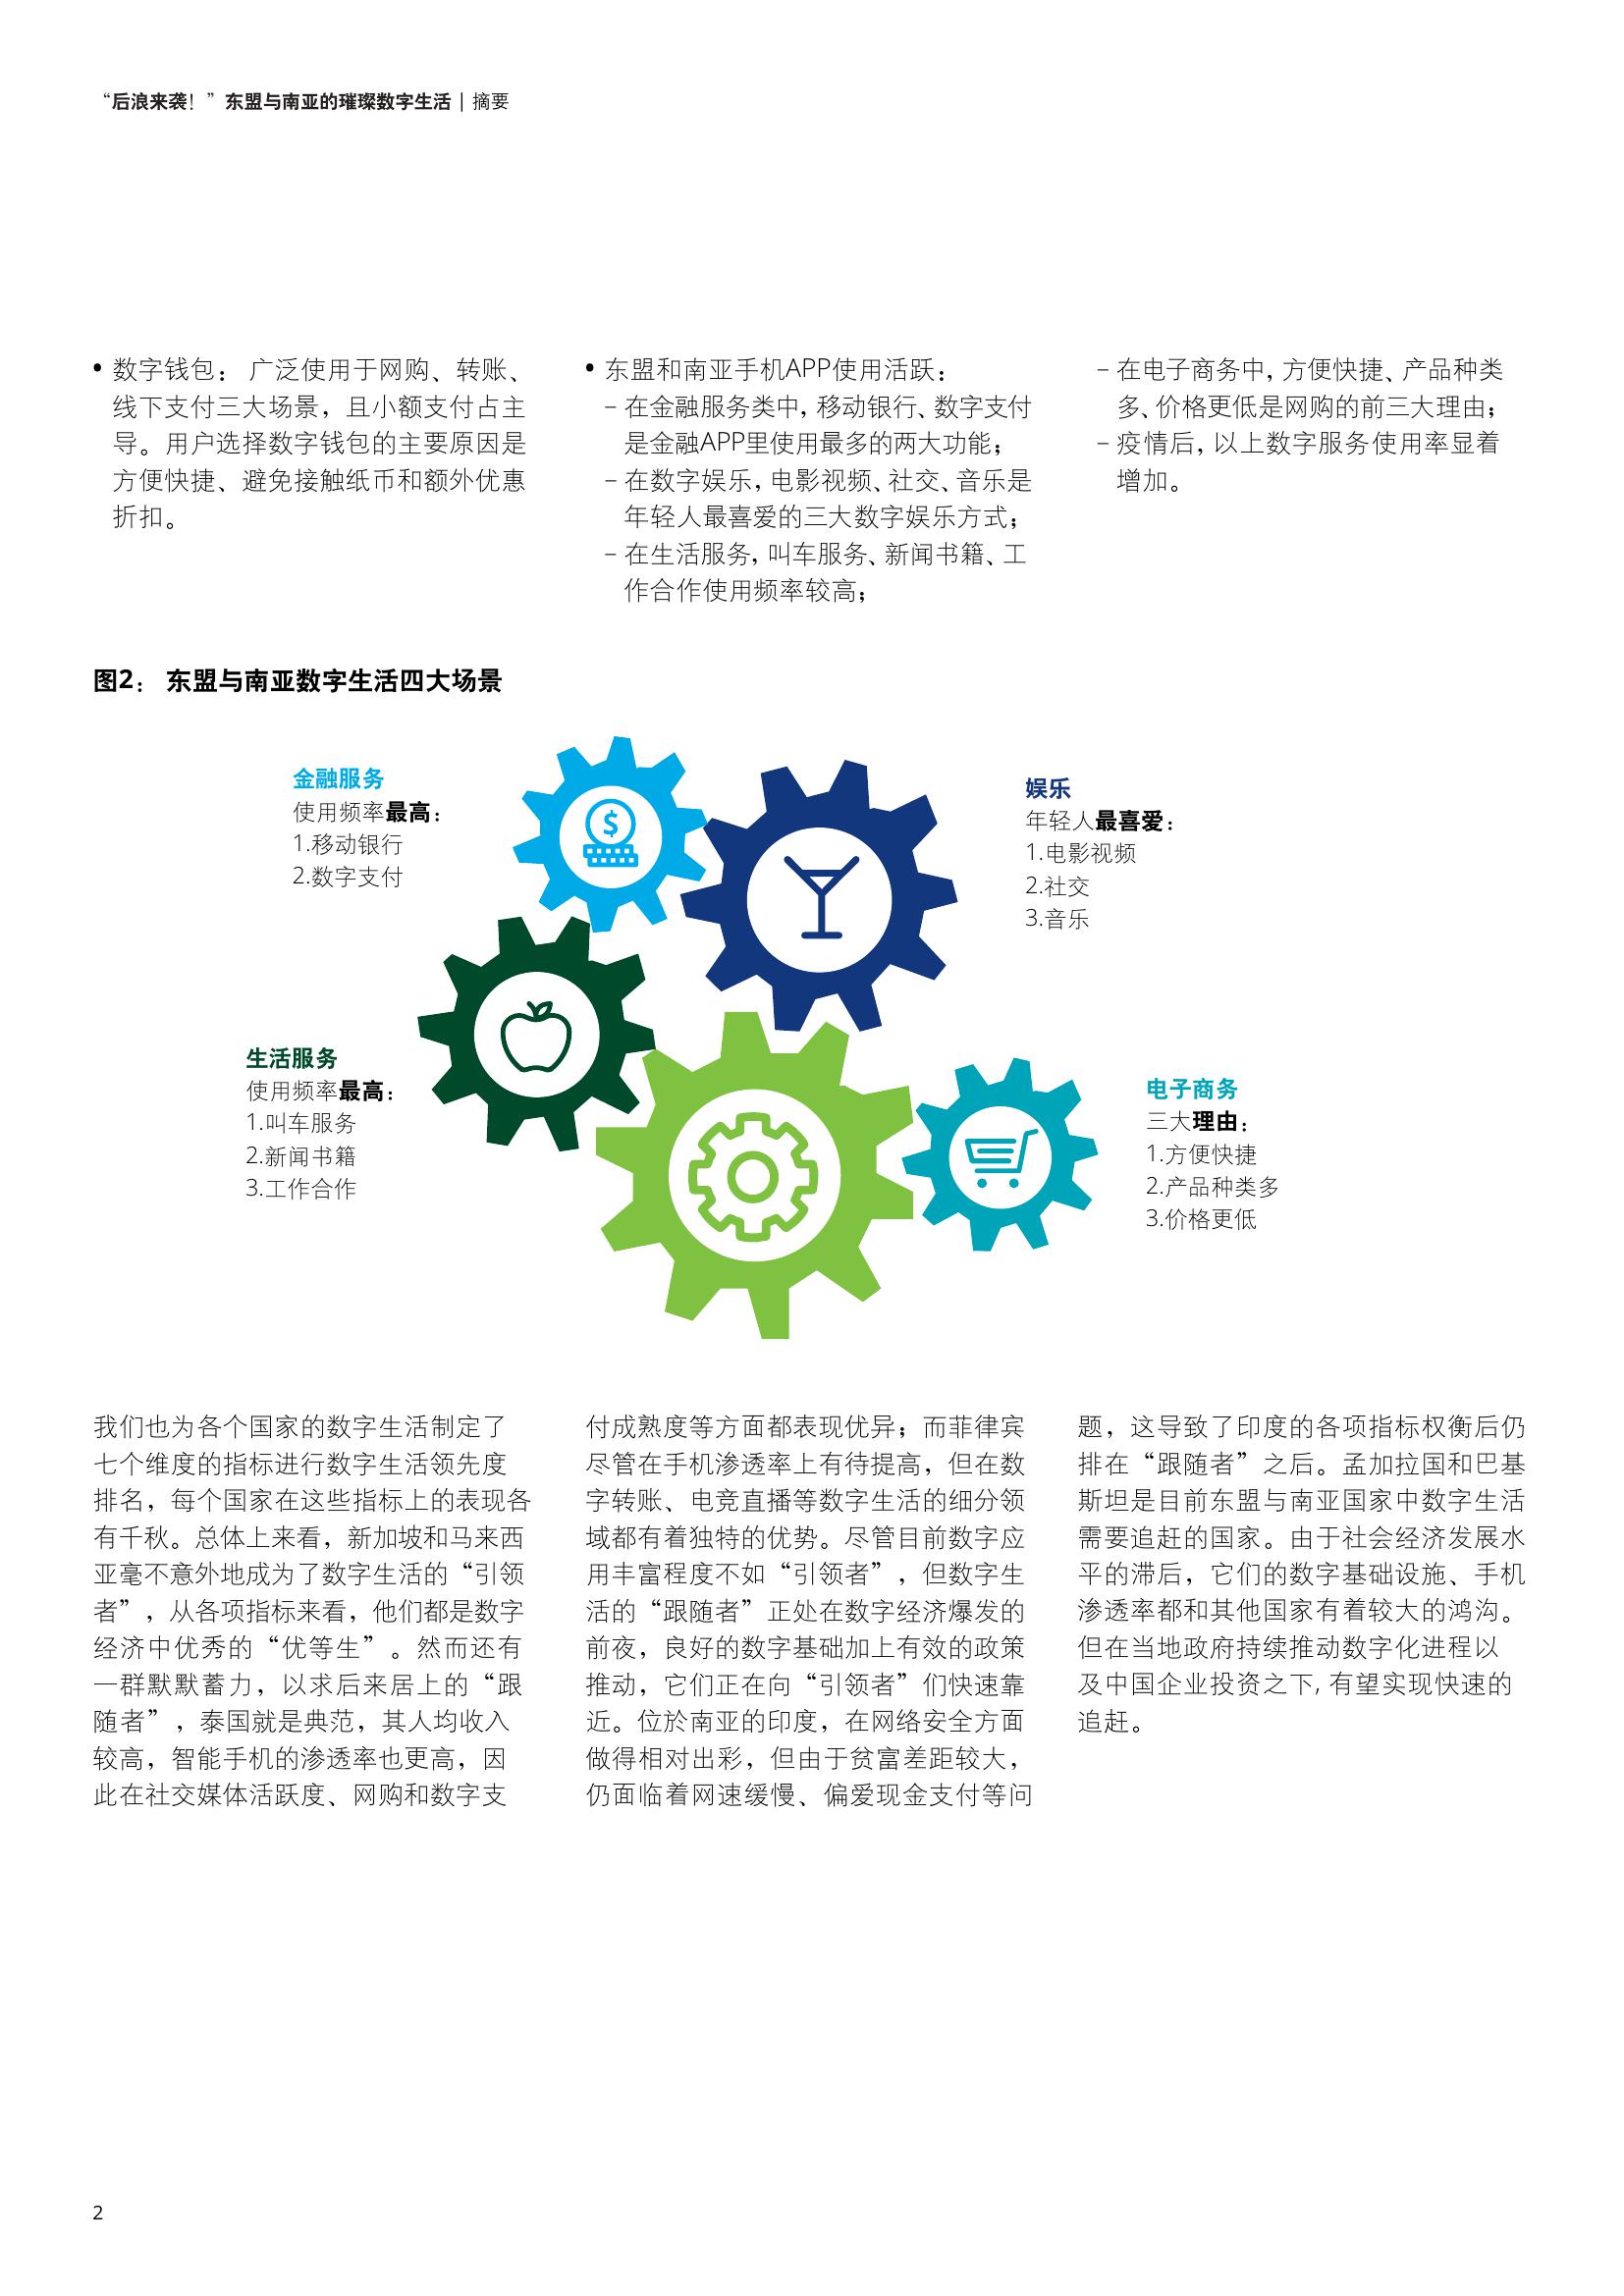 “后浪来袭！”东盟与南亚的璀璨数字生活 | 摘要
• 数字钱包： 广泛使用于网购、转账、
线下支付三大场景，且小额支付占主
导。用户选择数字钱包的主要原因是
方便快捷、避免接触纸币和额外优惠
折扣。
• 东盟和南亚手机APP使用活跃：
– 在金融服务类中, 移动银行、数字支付
是金融APP里使用最多的两大功能；
– 在数字娱乐, 电影视频、社交、音乐是
年轻人最喜爱的三大数字娱乐方式；
– 在生活服务, 叫车服务、新闻书籍、工
作合作使用频率较高；
– 在电子商务中, 方便快捷、产品种类
多、价格更低是网购的前三大理由；
– 疫情后, 以上数字服务使用率显着
增加。
图2： 东盟与南亚数字生活四大场景
金融服务
使用频率最高：
1.移动银行
2.数字支付
娱乐
年轻人最喜爱：
1.电影视频
2.社交
3.音乐
$
生活服务
使用频率最高：
1.叫车服务
2.新闻书籍
3.工作合作
电子商务
三大理由：
1.方便快捷
2.产品种类多
3.价格更低
我们也为各个国家的数字生活制定了
七个维度的指标进行数字生活领先度
排名，每个国家在这些指标上的表现各
有千秋。总体上来看，新加坡和马来西
亚毫不意外地成为了数字生活的“引领
者”，从各项指标来看，他们都是数字
经济中优秀的“优等生”。然而还有
一群默默蓄力，以求后来居上的“跟
随者”，泰国就是典范，其人均收入
较高，智能手机的渗透率也更高，因
此在社交媒体活跃度、网购和数字支
付成熟度等方面都表现优异；而菲律宾
尽管在手机渗透率上有待提高，但在数
字转账、电竞直播等数字生活的细分领
域都有着独特的优势。尽管目前数字应
用丰富程度不如“引领者”，但数字生
活的“跟随者”正处在数字经济爆发的
前夜，良好的数字基础加上有效的政策
推动，它们正在向“引领者”们快速靠
近。位於南亚的印度，在网络安全方面
做得相对出彩，但由于贫富差距较大，
仍面临着网速缓慢、偏爱现金支付等问
题，这导致了印度的各项指标权衡后仍
排在“跟随者”之后。孟加拉国和巴基
斯坦是目前东盟与南亚国家中数字生活
需要追赶的国家。由于社会经济发展水
平的滞后，它们的数字基础设施、手机
渗透率都和其他国家有着较大的鸿沟。
但在当地政府持续推动数字化进程以
及中国企业投资之下, 有望实现快速的
追赶。
2